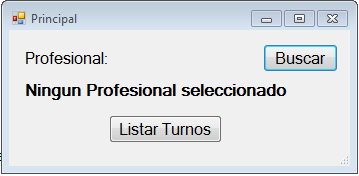 Principal
Profesional:
Buscar
Ningun Profesional seleccionado
Listar Turnos